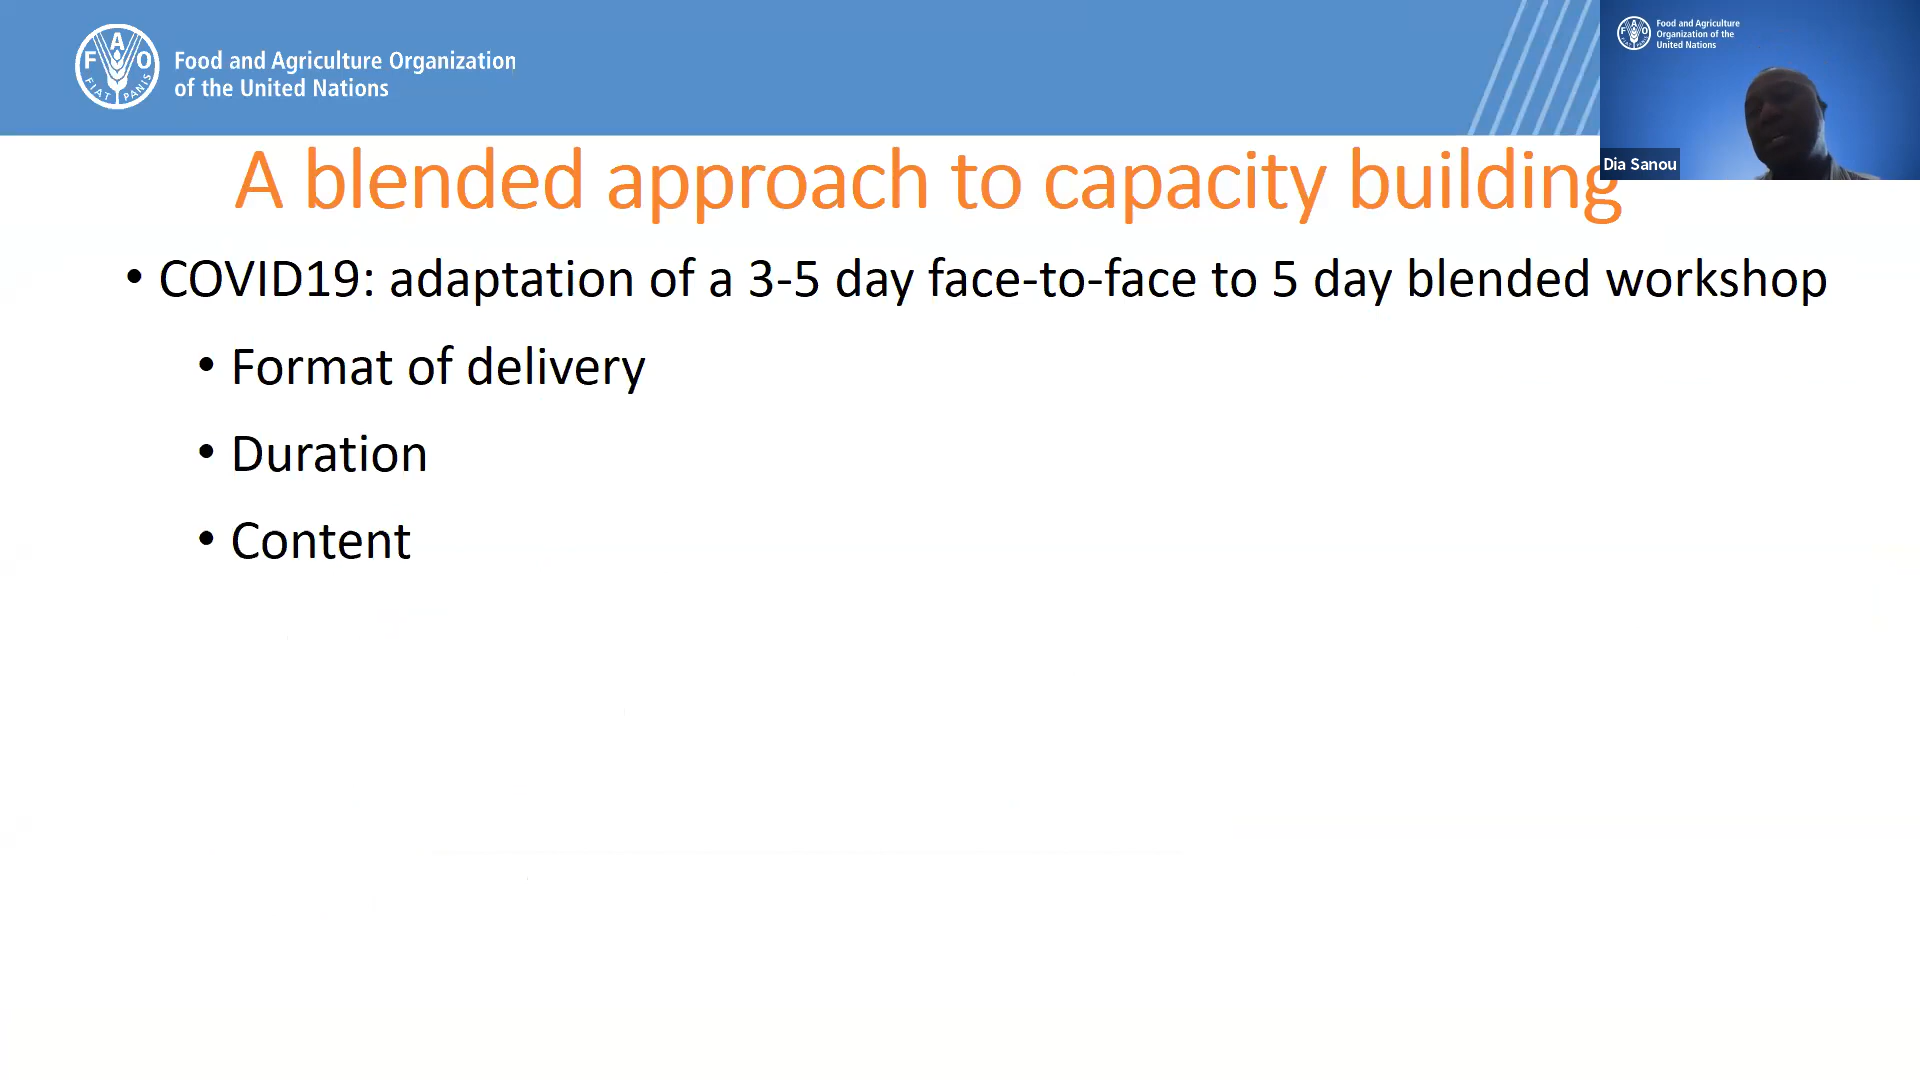 F A O
FIAT PANIS
Food and Agriculture Organization
of the United Nations
Food and Agriculture
Organization of the
United Nations
Dia Sanou
A blended approach to capacity building
• COVID19: adaptation of a 3-5 day face-to-face to 5 day blended workshop
• Format of delivery
• Duration
• Content